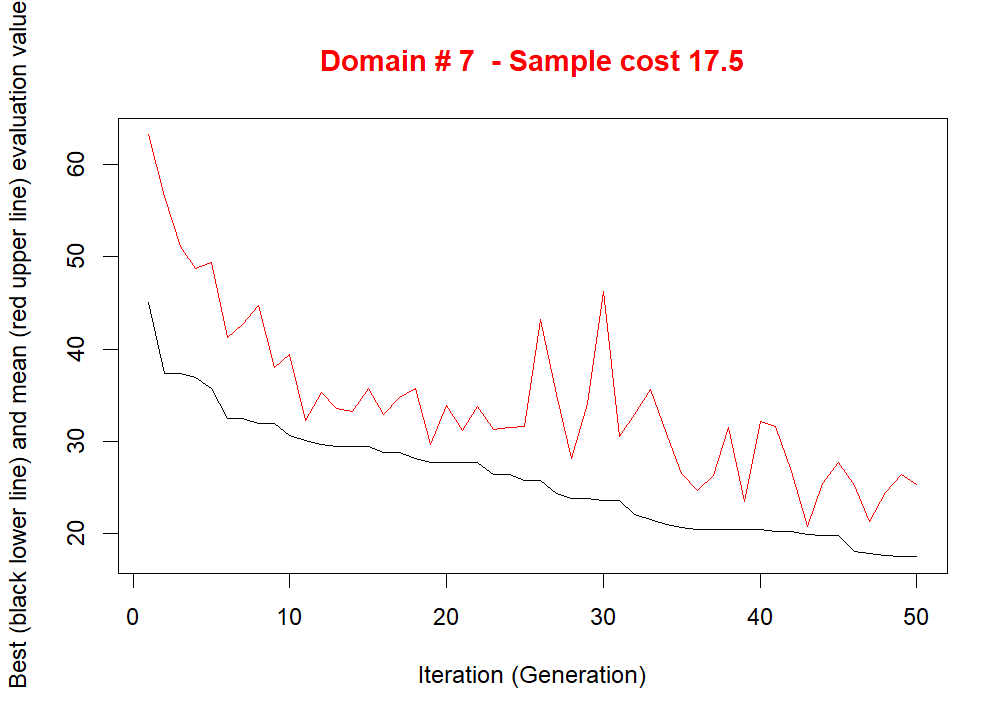 Domain # 7  - Sample cost 17.5
Best (black lower line) and mean (red upper line) evaluation value
60
50
40
30
20
0 10 20 30 40 50
Iteration (Generation)